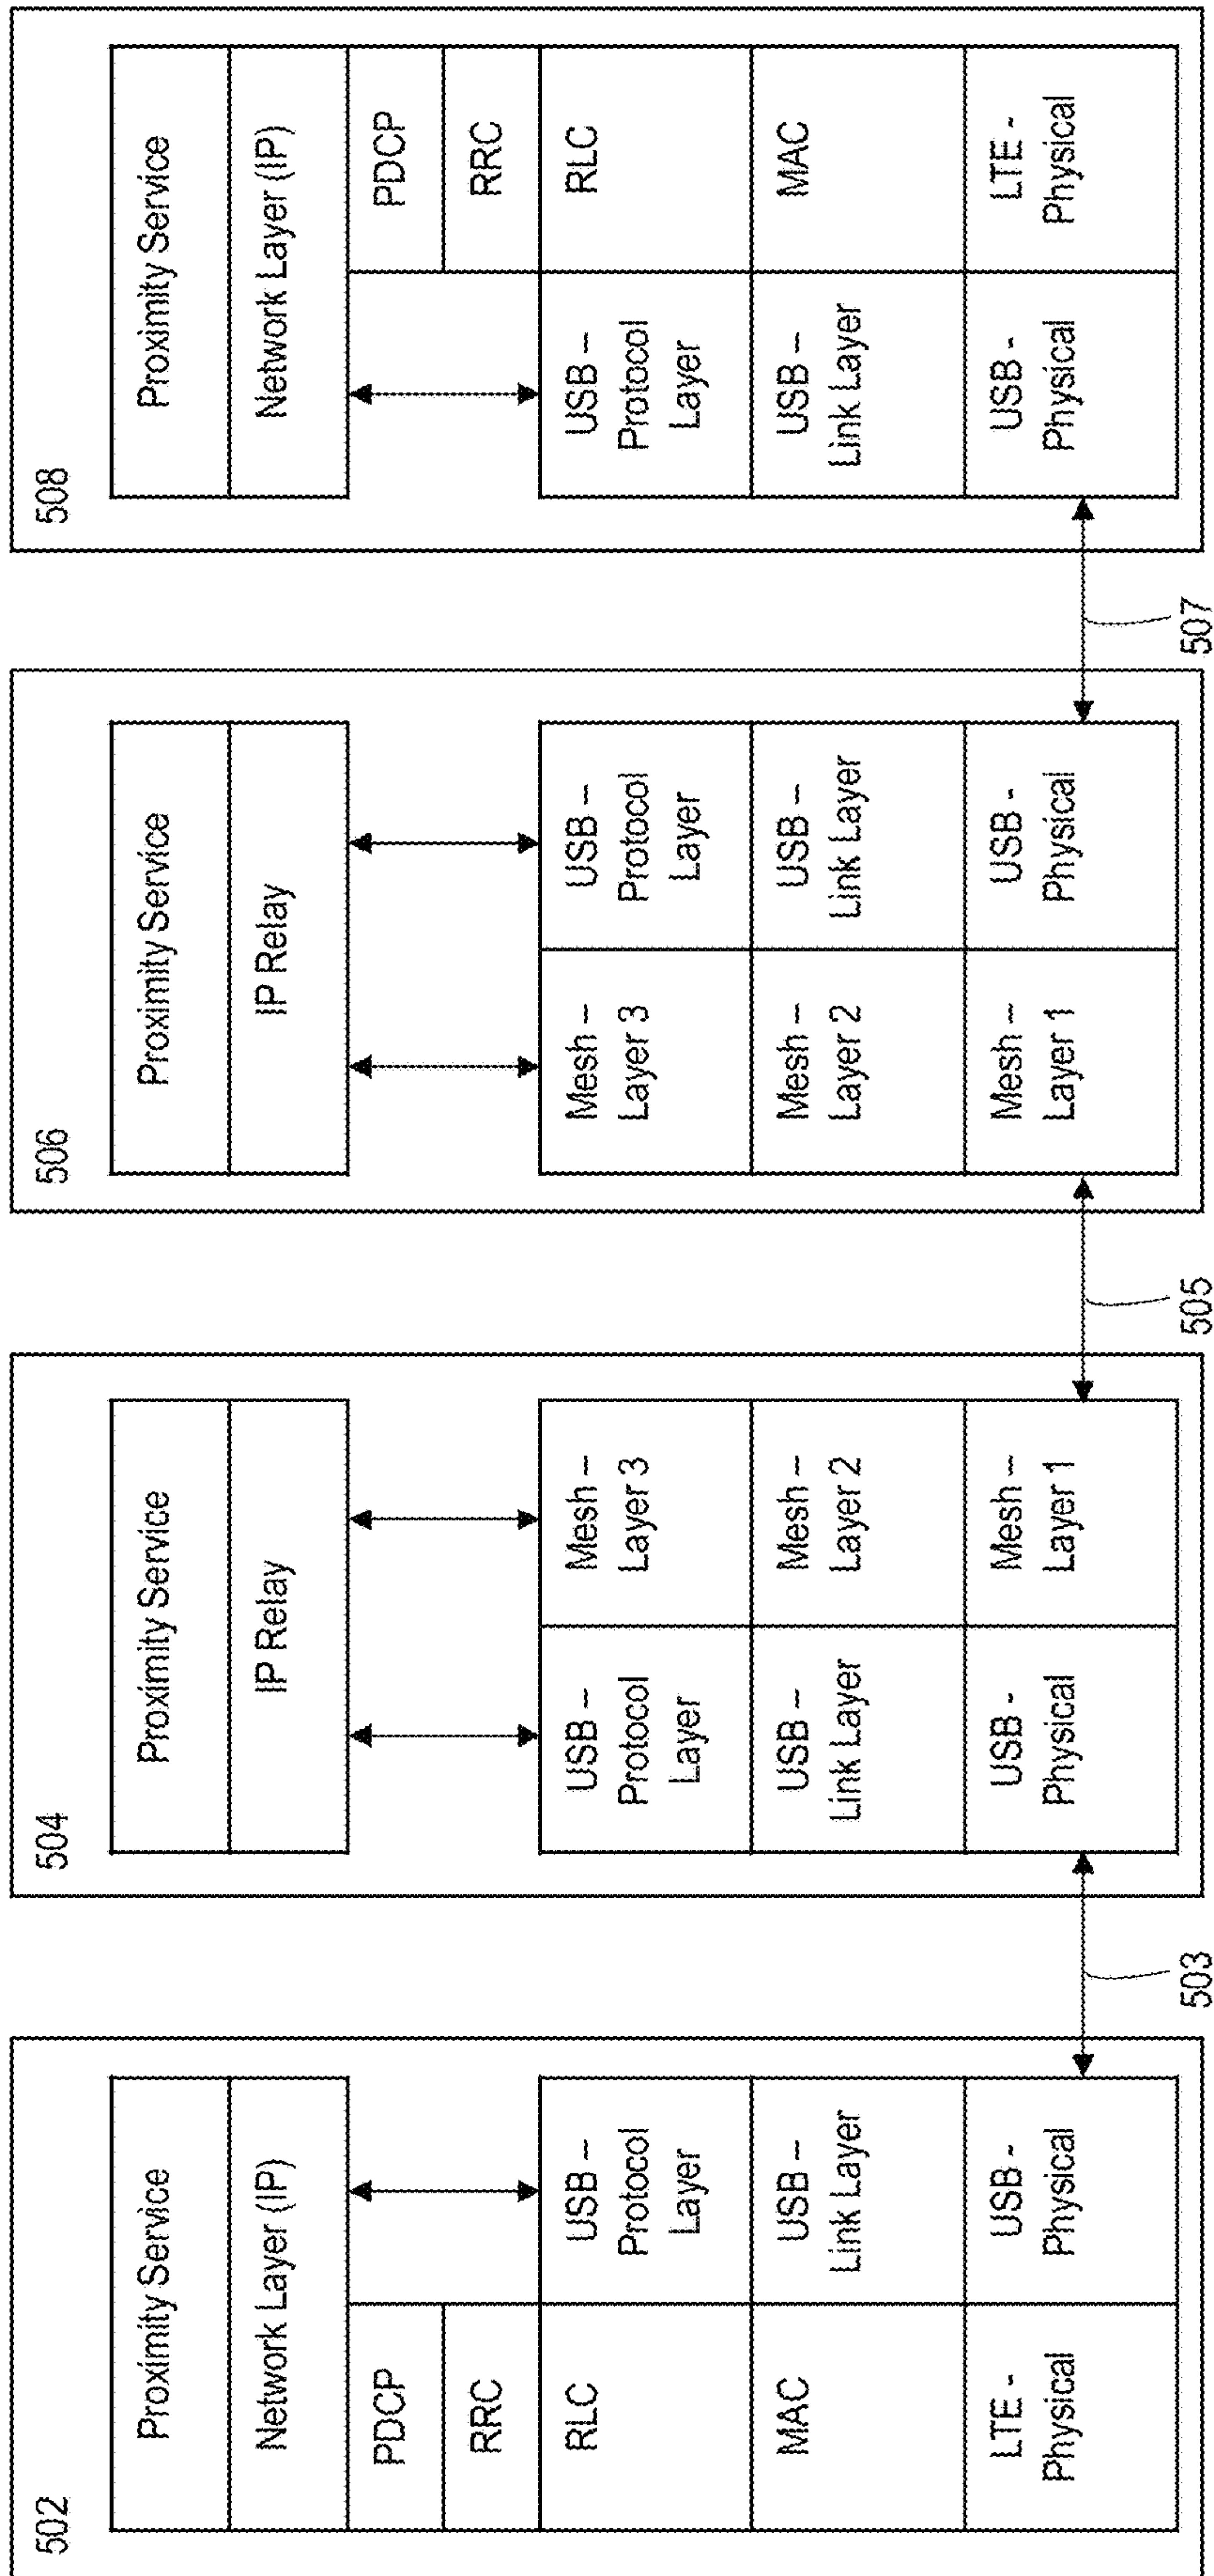 502
Proximity Service
Network Layer (IP)
PDCP
RRC
RLC
MAC
LTE -
Physical
USB –
Protocol
Layer
USB –
Link Layer
USB -
Physical
503
504
Proximity Service
IP Relay
USB –
Protocol
Layer
USB –
Link Layer
USB -
Physical
Mesh –
Layer 3
Mesh –
Layer 2
Mesh –
Layer 1
505
506
Proximity Service
IP Relay
Mesh –
Layer 3
Mesh –
Layer 2
Mesh –
Layer 1
USB –
Protocol
Layer
USB –
Link Layer
USB -
Physical
507
508
Proximity Service
Network Layer (IP)
USB –
Protocol
Layer
USB –
Link Layer
USB -
Physical
PDCP
RRC
RLC
MAC
LTE -
Physical